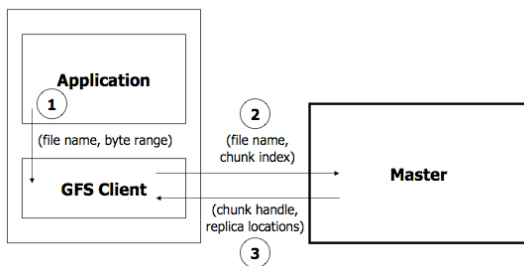 Application
1
(file name, byte range)
GFS Client
2
(file name,
chunk index)
Master
(chunk handle,
replica locations)
3